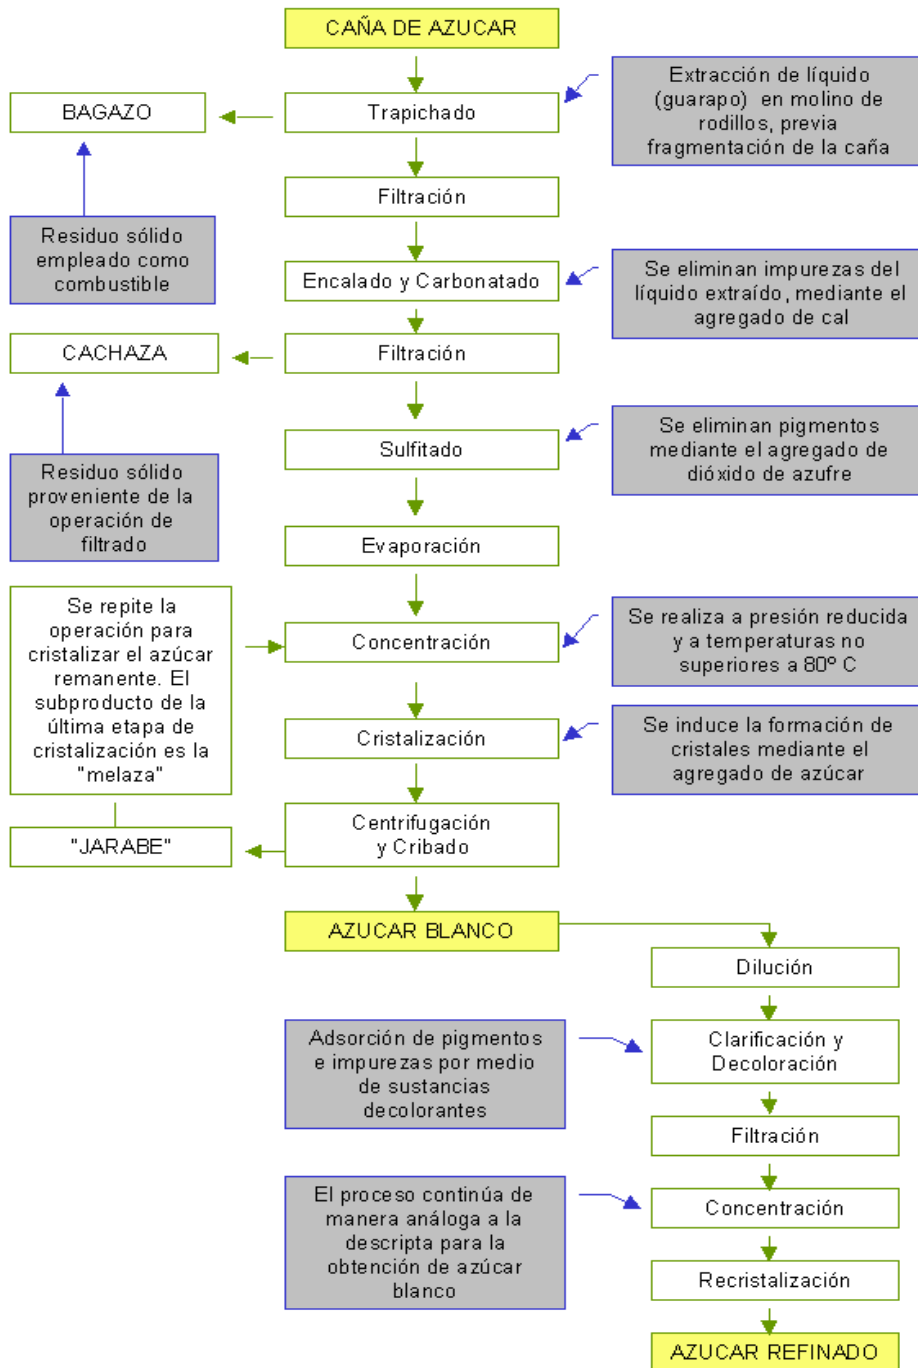 CAÑA DE AZUCAR
Extracción de líquido
(guarapo) en molino de
rodillos, previa
fragmentación de la caña
BAGAZO
Trapichado
Filtración
Residuo sólido
empleado como
combustible
Encalado y Carbonatado
Se eliminan impurezas del
líquido extraído, mediante el
agregado de cal
CACHAZA
Filtración
Sulfitado
Se eliminan pigmentos
mediante el agregado de
dióxido de azufre
Residuo sólido
proveniente de la
operación de
filtrado
Evaporación
Se repite la
operación para
cristalizar el azúcar
remanente. El
subproducto de la
última etapa de
cristalización es la
"melaza"
Concentración
Se realiza a presión reducida
y a temperaturas no
superiores a 80º C
Cristalización
Se induce la formación de
cristales mediante el
agregado de azúcar
Centrifugación
y Cribado
"JARABE"
AZUCAR BLANCO
Dilución
Adsorción de pigmentos
e impurezas por medio
de sustancias
decolorantes
Clarificación y
Decoloración
Filtración
El proceso continúa de
manera análoga a la
descripta para la
obtención de azúcar
blanco
Concentración
Recristalización
AZUCAR REFINADO